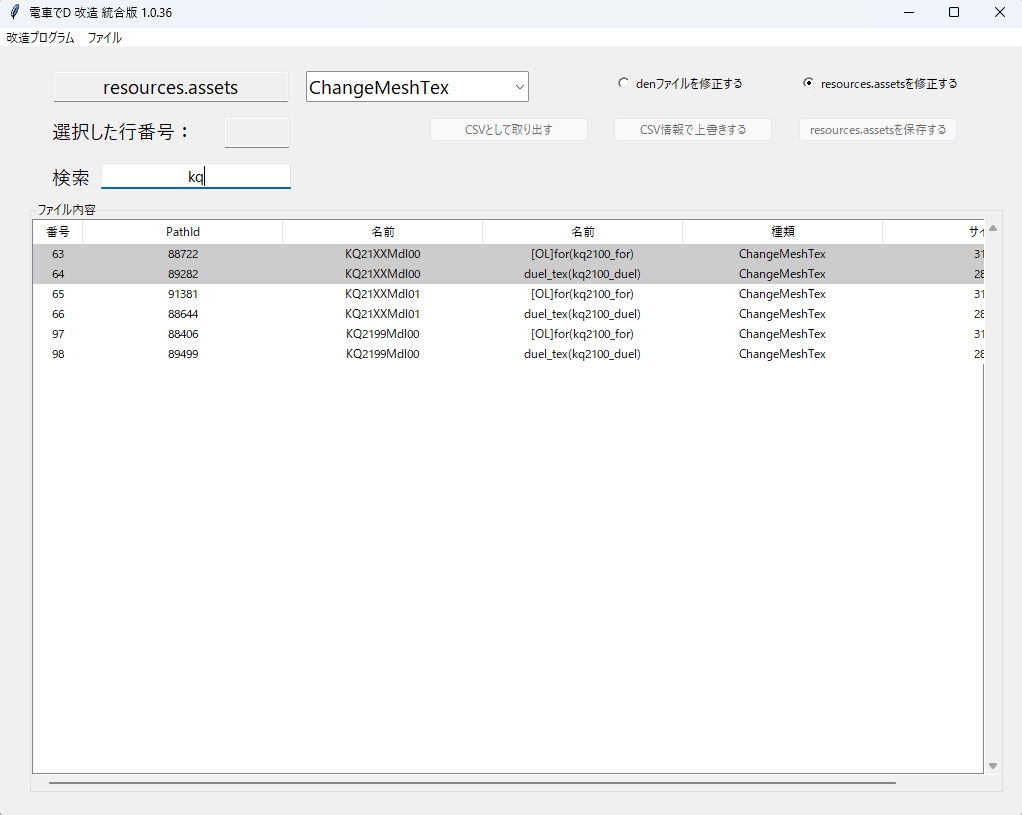 電車でD 改造 統合版 1.0.36
改造プログラム ファイル
resources.assets ChangeMeshTex denファイルを修正する resources.assetsを修正する
選択した行番号： CSVとして取り出す CSV情報で上書きする resources.assetsを保存する
検索 kq
ファイル内容
番号 PathId 名前 名前 種類 サイ
63 88722 KQ21XXMdl00 [OL]for(kq2100_for) ChangeMeshTex 31
64 89282 KQ21XXMdl00 duel_tex(kq2100_duel) ChangeMeshTex 28
65 91381 KQ21XXMdl01 [OL]for(kq2100_for) ChangeMeshTex 31
66 88644 KQ21XXMdl01 duel_tex(kq2100_duel) ChangeMeshTex 28
97 88406 KQ2199Mdl00 [OL]for(kq2100_for) ChangeMeshTex 31
98 89499 KQ2199Mdl00 duel_tex(kq2100_duel) ChangeMeshTex 28